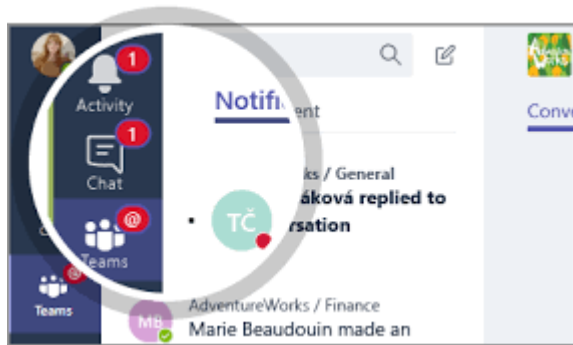 1
Activity
1
Chat
@
Teams
@
Teams
Notifi
ent
ks / General
áková replied to
TČ
rsation
AdventureWorks / Finance
MB
Marie Beaudouin made an
Conve